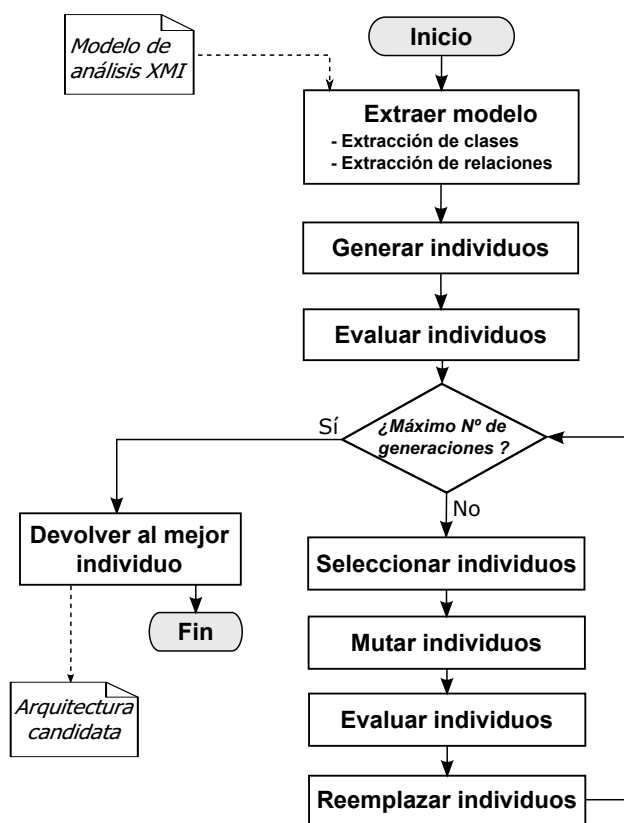 Modelo de
análisis XMI
Inicio
Extraer modelo
- Extracción de clases
- Extracción de relaciones
Generar individuos
Evaluar individuos
¿Máximo Nº de
generaciones ?
Sí
No
Devolver al mejor
individuo
Fin
Arquitectura
candidata
Seleccionar individuos
Mutar individuos
Evaluar individuos
Reemplazar individuos